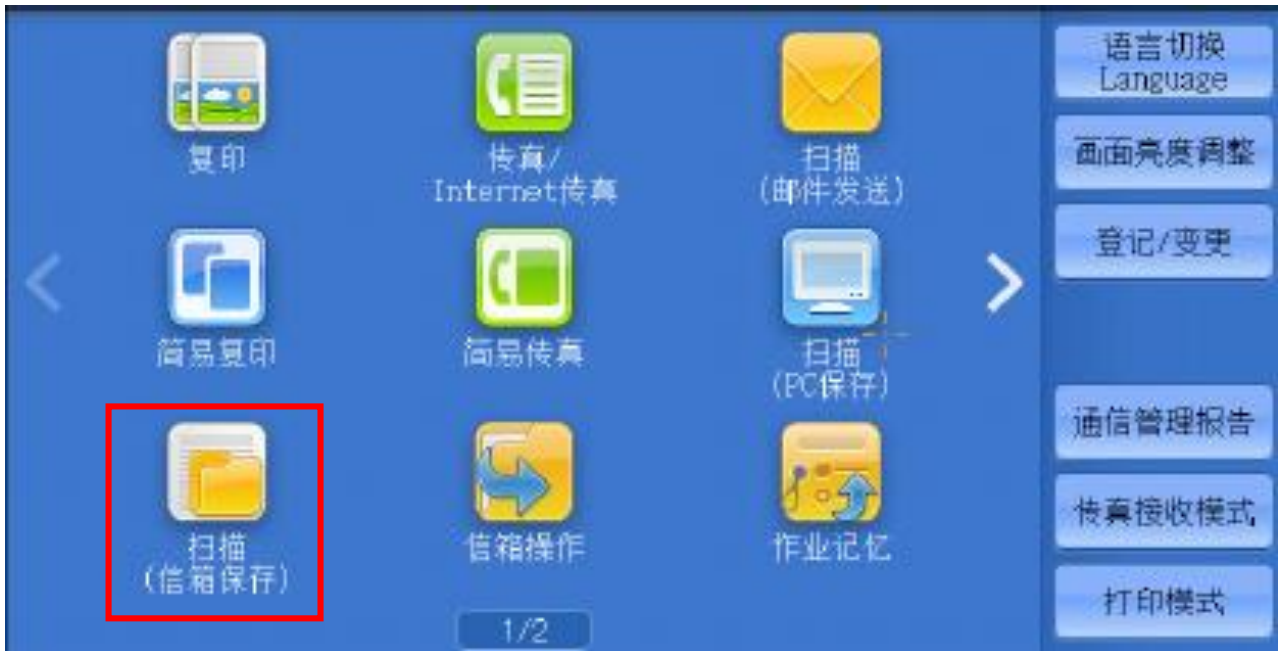 复印
传真/
Internet传真
扫描
(邮件发送)
简易复印
简易传真
扫描
(PC保存)
扫描
(信箱保存)
信箱操作
作业记忆
1/2
语言切换
Language
画面亮度调整
登记/变更
通信管理报告
传真接收模式
打印模式